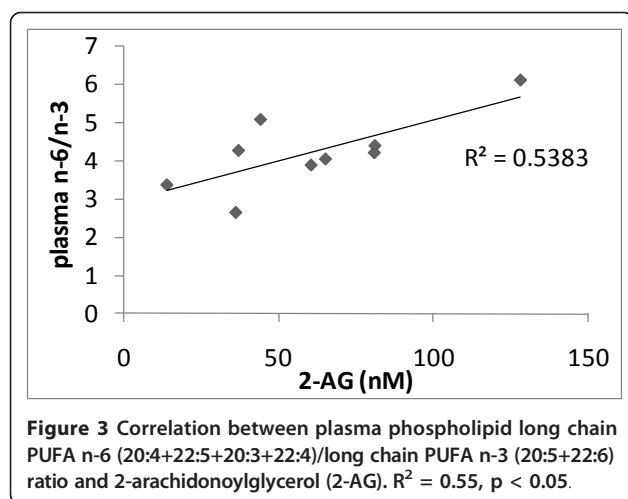 7
6
5
4
3
2
1
0
plasma n-6/n-3
R² = 0.5383
0 50 100 150
2-AG (nM)
Figure 3 Correlation between plasma phospholipid long chain
PUFA n-6 (20:4+22:5+20:3+22:4)/long chain PUFA n-3 (20:5+22:6)
ratio and 2-arachidonoylglycerol (2-AG). R² = 0.55, p < 0.05.